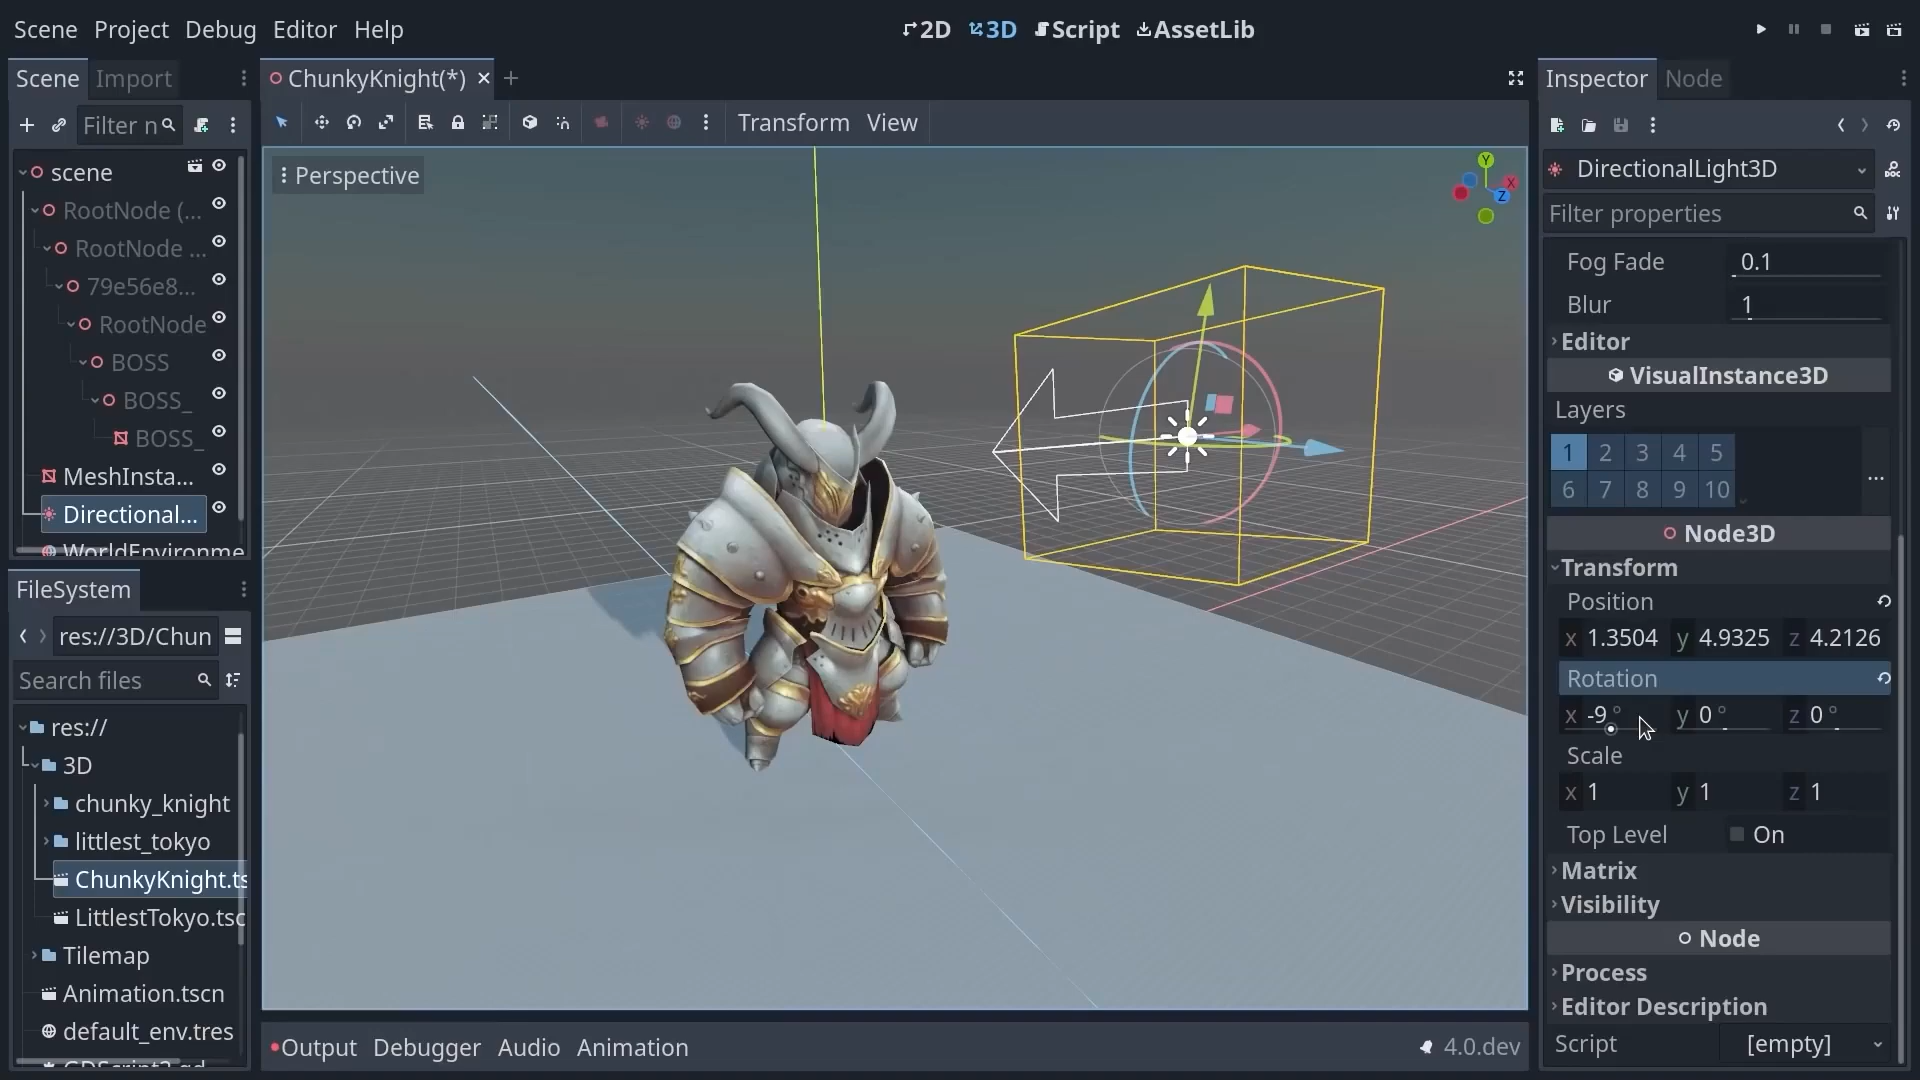 Scene Project Debug Editor Help
2D 3D Script AssetLib
Scene Import
ChunkyKnight(*)
Inspector Node
Filter n
Transform View
scene
RootNode (...
RootNode ...
79e56e8...
RootNode
BOSS
BOSS_
BOSS_
MeshInsta...
Directional...
WorldEnvironme
Perspective
Y
X
Z
DirectionalLight3D
Filter properties
Fog Fade 0.1
Blur 1
Editor
VisualInstance3D
Layers
1 2 3 4 5
6 7 8 9 10
...
Node3D
Transform
Position
x 1.3504 y 4.9325 z 4.2126
Rotation
x -9 ° y 0 ° z 0 °
Scale
x 1 y 1 z 1
Top Level On
Matrix
Visibility
Node
Process
Editor Description
Script [empty]
FileSystem
res://3D/Chun
Search files
res://
3D
chunky_knight
littlest_tokyo
ChunkyKnight.ts
LittlestTokyo.tsc
Tilemap
Animation.tscn
default_env.tres
GDScript2.gd
Output Debugger Audio Animation
4.0.dev